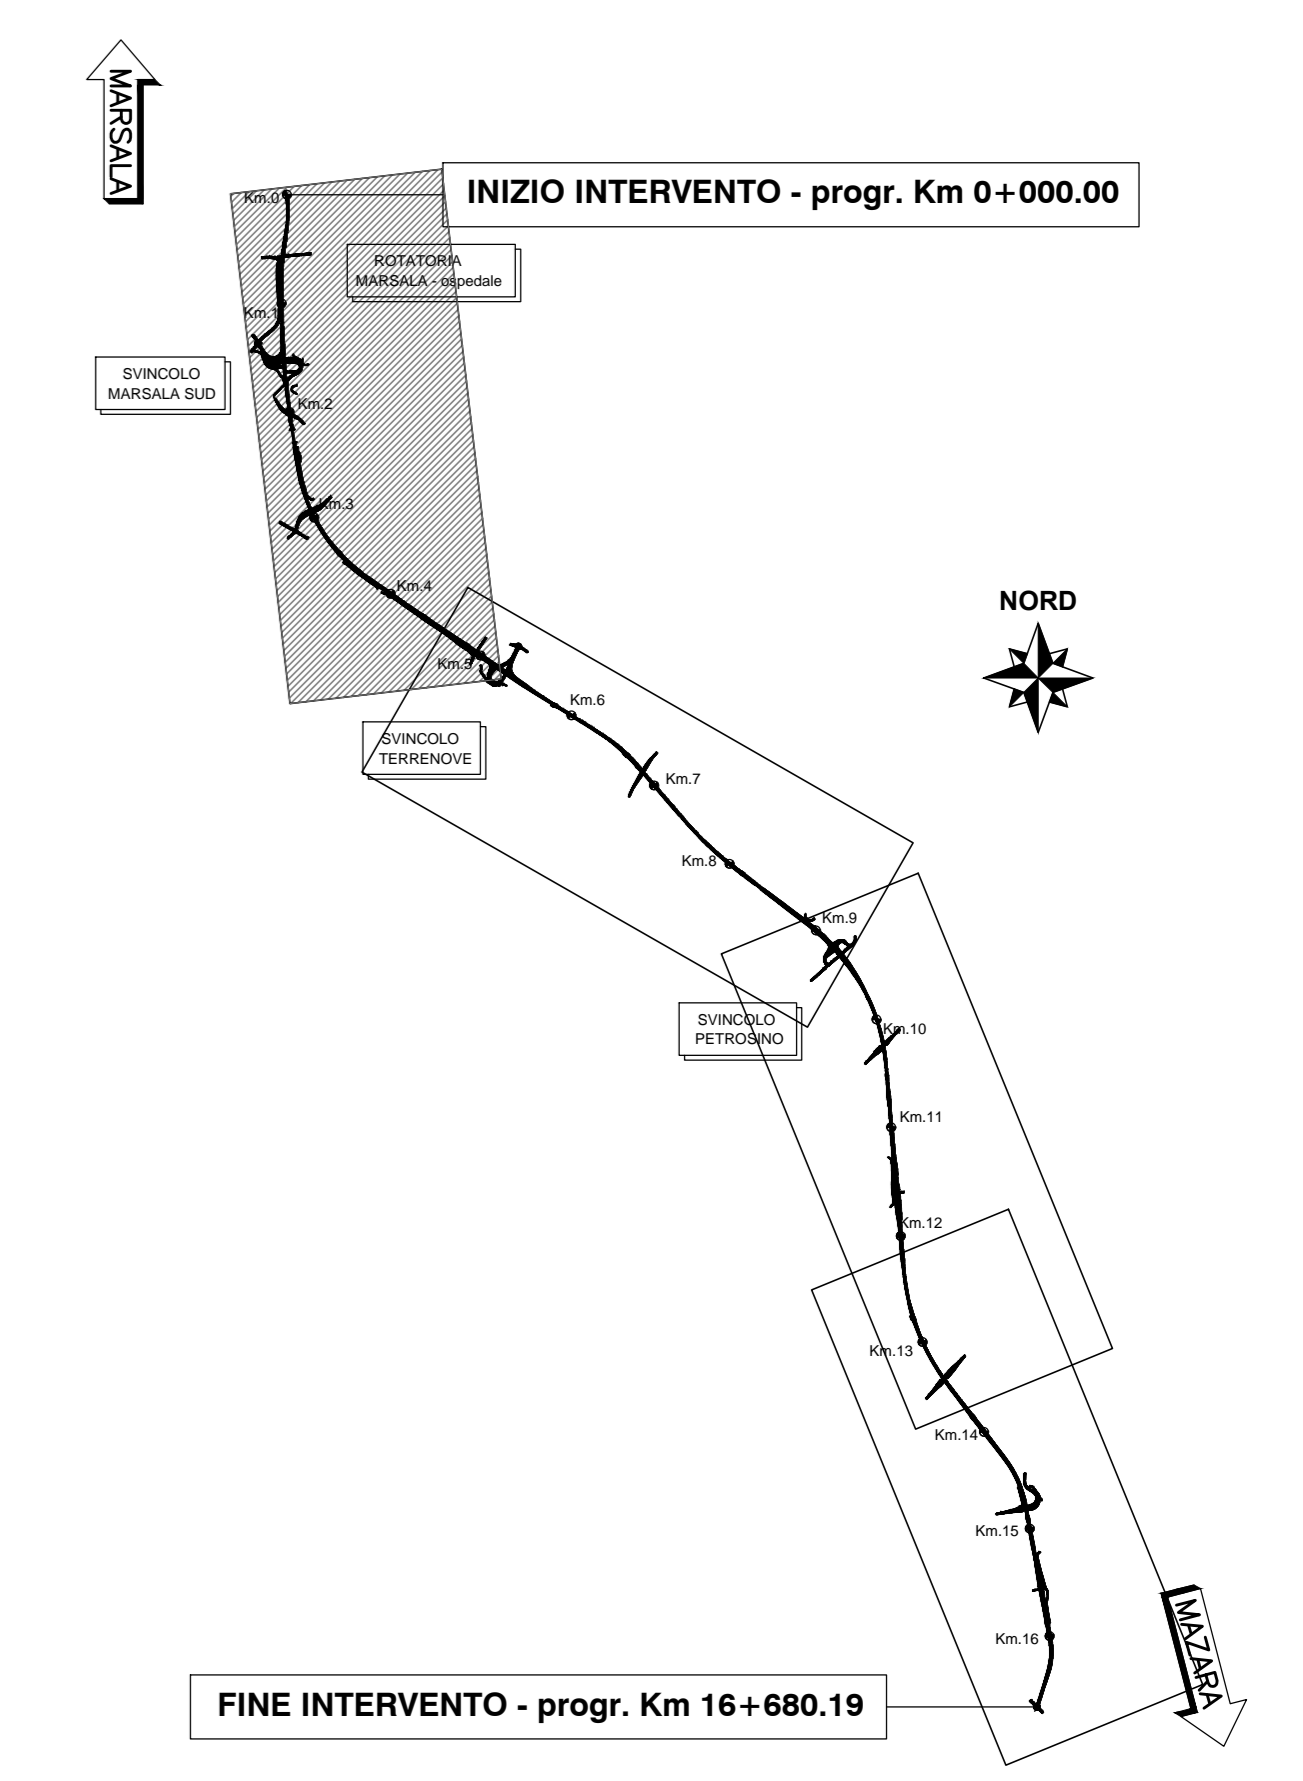 MARSALA
INIZIO INTERVENTO - progr. Km 0+000.00
Km.0
ROTATORIA
MARSALA - ospedale
Km.1
SVINCOLO
MARSALA SUD
Km.2
Km.3
Km.4
NORD
Km.5
Km.6
SVINCOLO
TERRENOVE
Km.7
Km.8
Km.9
SVINCOLO
PETROSINO
Km.10
Km.11
Km.12
Km.13
Km.14
Km.15
Km.16
MAZARA
FINE INTERVENTO - progr. Km 16+680.19